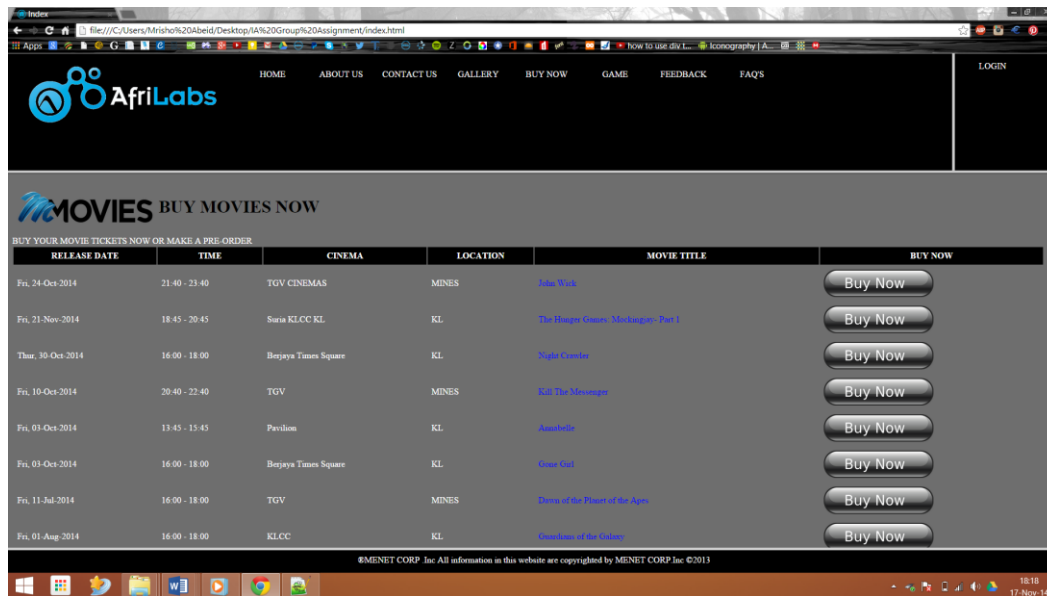 Index
file:///C:/Users/Mrisho%20Abeid/Desktop/IA%20Group%20Assignment/index.html
Apps how to use div t... Iconography | A...
AfriLabs
HOME ABOUT US CONTACT US GALLERY BUY NOW GAME FEEDBACK FAQ'S
LOGIN
MOVIES BUY MOVIES NOW
BUY YOUR MOVIE TICKETS NOW OR MAKE A PRE-ORDER
RELEASE DATE TIME CINEMA LOCATION MOVIE TITLE BUY NOW
Fri, 24-Oct-2014 21:40 - 23:40 TGV CINEMAS MINES John Wick Buy Now
Fri, 21-Nov-2014 18:45 - 20:45 Suria KLCC KL KL The Hunger Games: Mockingjay- Part 1 Buy Now
Thur, 30-Oct-2014 16:00 - 18:00 Berjaya Times Square KL Night Crawler Buy Now
Fri, 10-Oct-2014 20:40 - 22:40 TGV MINES Kill The Messenger Buy Now
Fri, 03-Oct-2014 13:45 - 15:45 Pavilion KL Annabelle Buy Now
Fri, 03-Oct-2014 16:00 - 18:00 Berjaya Times Square KL Gone Girl Buy Now
Fri, 11-Jul-2014 16:00 - 18:00 TGV MINES Dawn of the Planet of the Apes Buy Now
Fri, 01-Aug-2014 16:00 - 18:00 KLCC KL Guardians of the Galaxy Buy Now
®MENET CORP .Inc All information in this website are copyrighted by MENET CORP.Inc ©2013
18:18
17-Nov-14